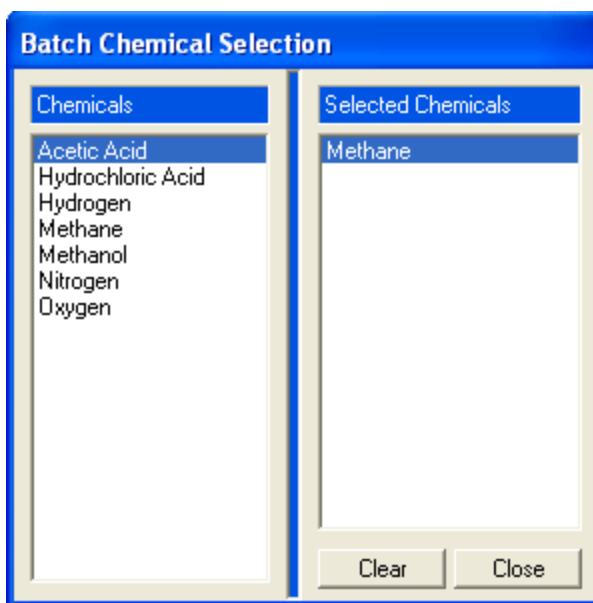 Batch Chemical Selection
Chemicals
Acetic Acid
Hydrochloric Acid
Hydrogen
Methane
Methanol
Nitrogen
Oxygen
Selected Chemicals
Methane
Clear Close